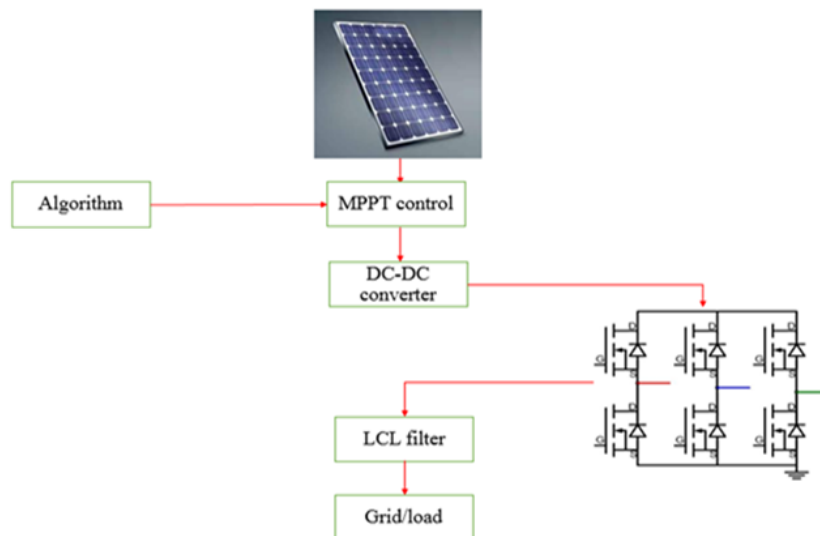 Algorithm
MPPT control
DC-DC
converter
LCL filter
Grid/load